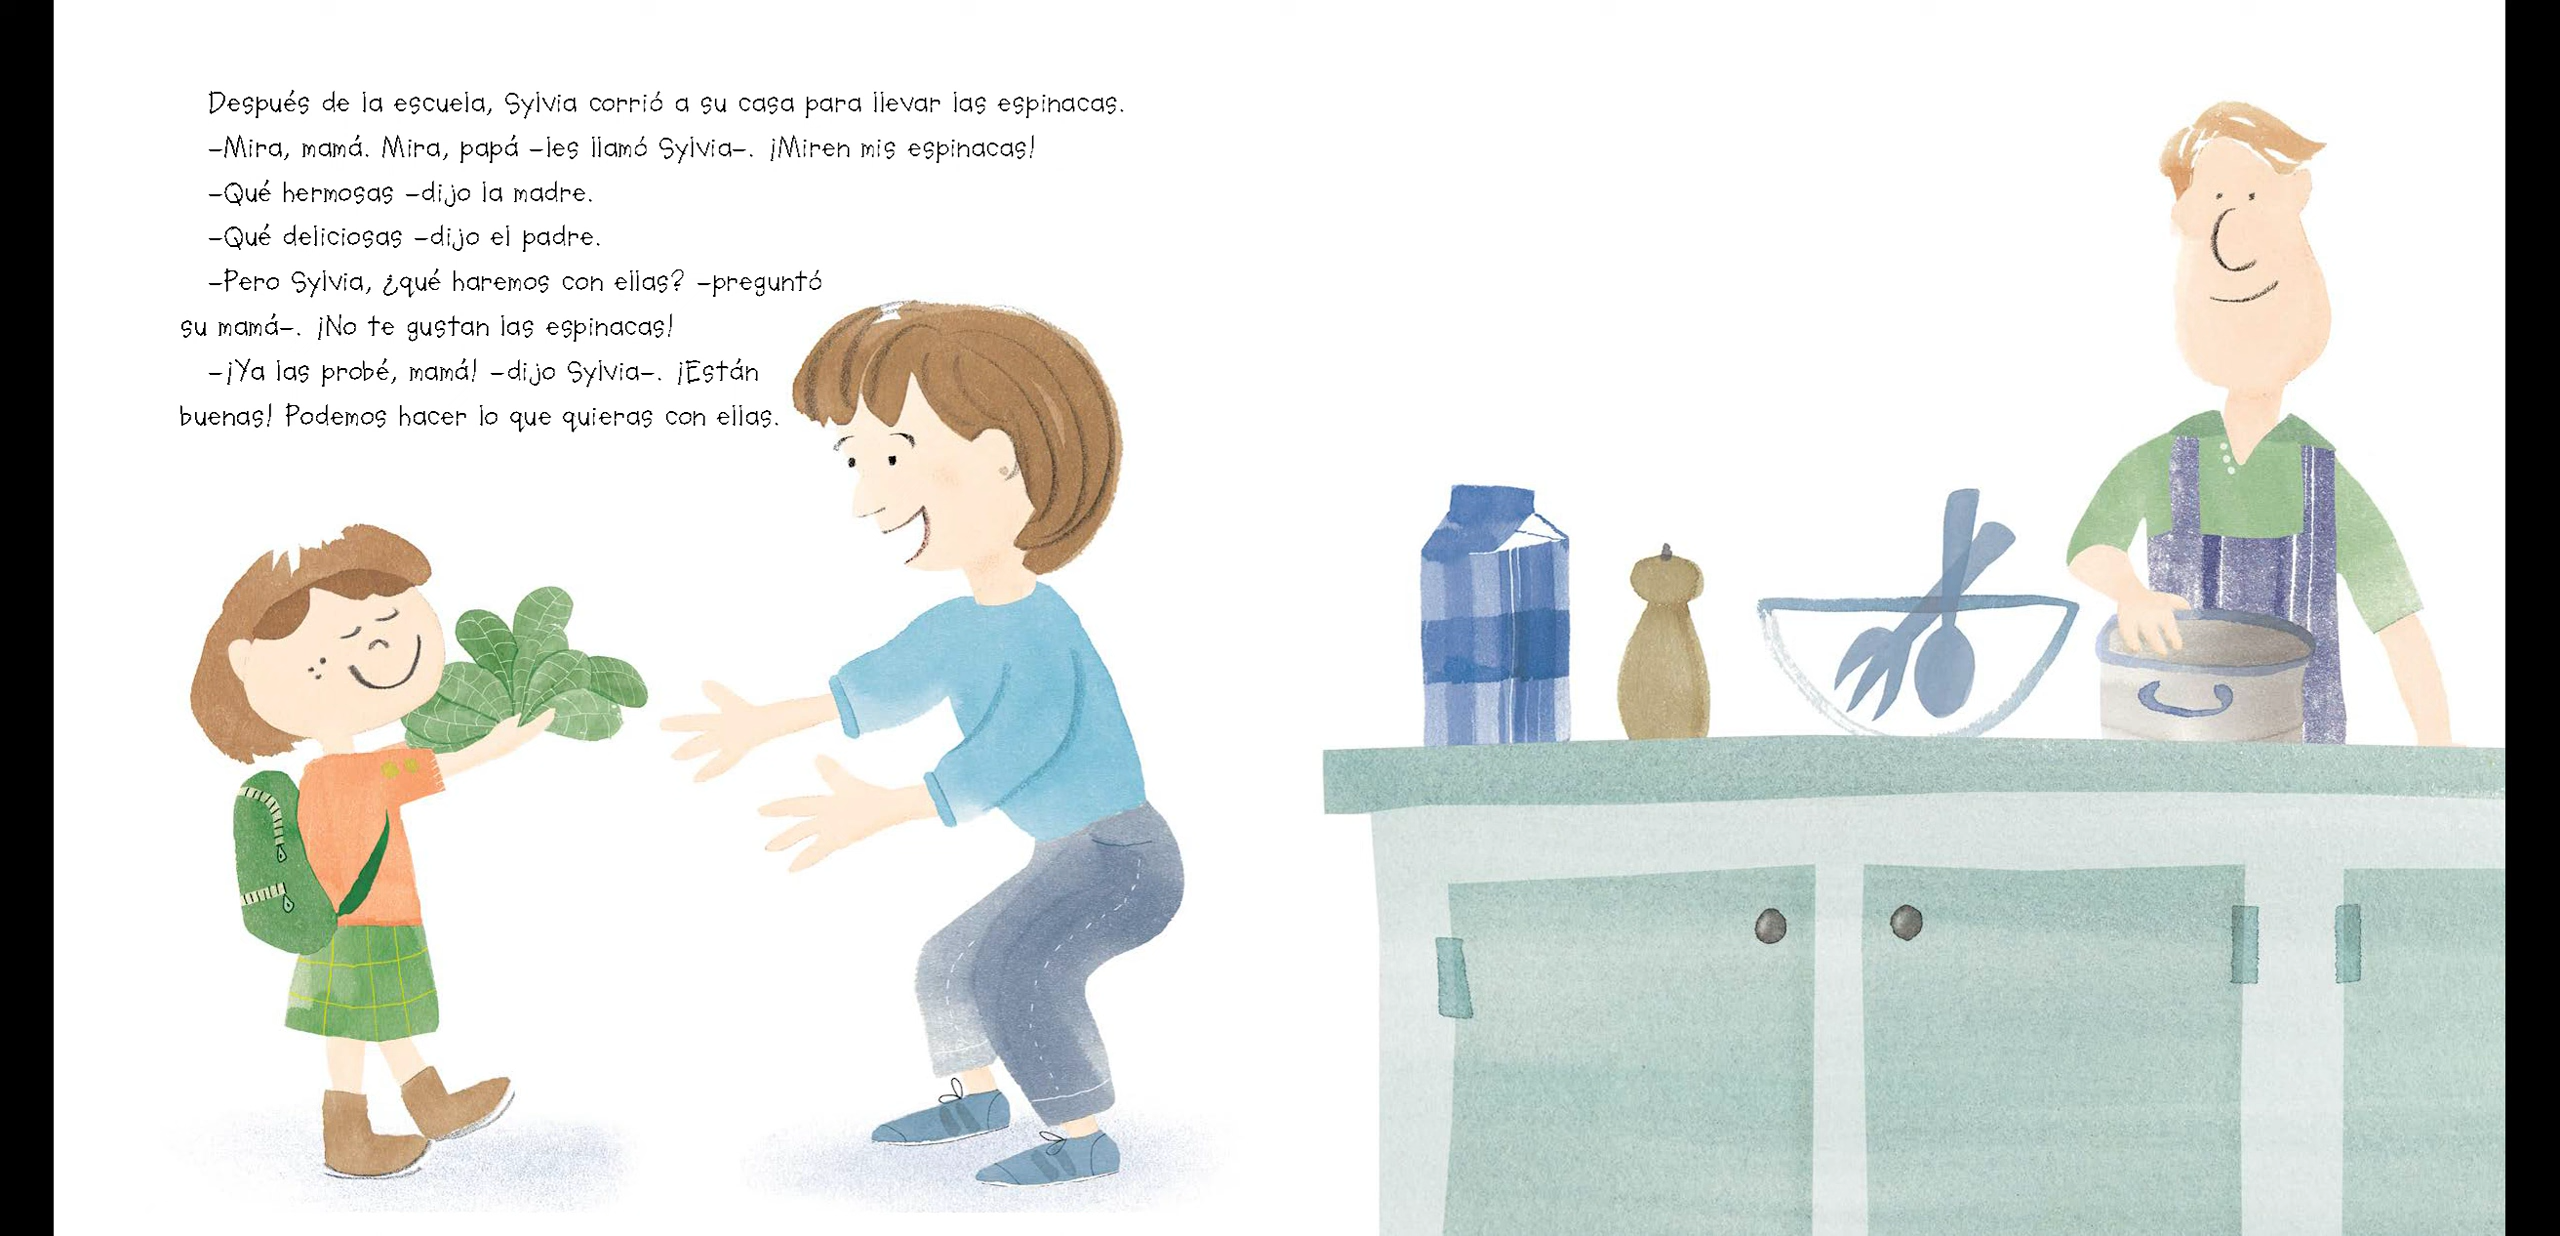 Después de la escuela, Sylvia corrió a su casa para llevar las espinacas.
–Mira, mamá. Mira, papá –les llamó Sylvia–. ¡Miren mis espinacas!
–Qué hermosas –dijo la madre.
–Qué deliciosas –dijo el padre.
–Pero Sylvia, ¿qué haremos con ellas? –preguntó
su mamá–. ¡No te gustan las espinacas!
–¡Ya las probé, mamá! –dijo Sylvia–. ¡Están
buenas! Podemos hacer lo que quieras con ellas.